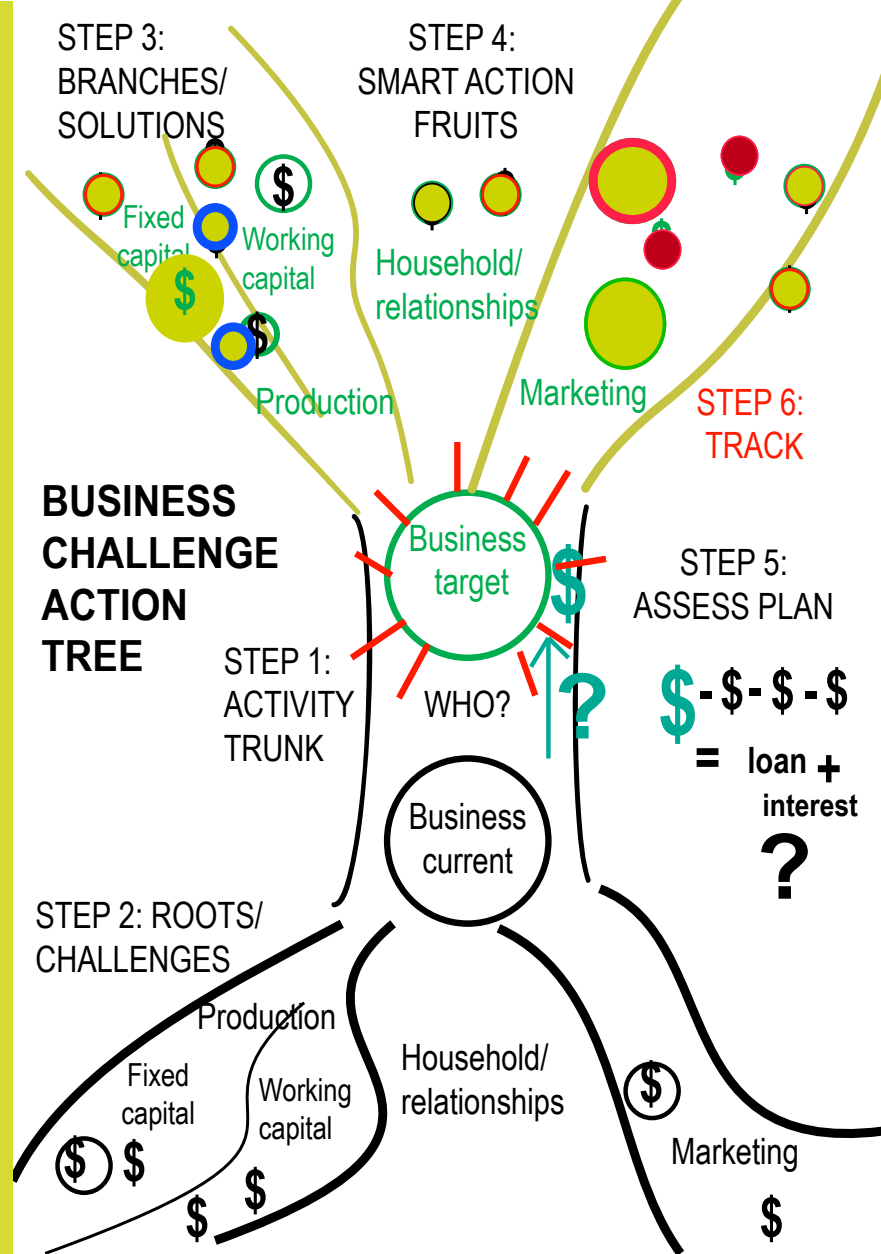 STEP 3:
BRANCHES/
SOLUTIONS
STEP 4:
SMART ACTION
FRUITS
$
Fixed
capital
Working
capital
$
$
Production
Household/
relationships
Marketing
STEP 6:
TRACK
BUSINESS
CHALLENGE
ACTION
TREE
Business
target
$
STEP 1:
ACTIVITY
TRUNK
WHO?
?
STEP 5:
ASSESS PLAN
$ - $ - $ - $
= loan +
interest
?
Business
current
STEP 2: ROOTS/
CHALLENGES
Production
Fixed
capital
Working
capital
$ $
$
$
Household/
relationships
$
Marketing
$